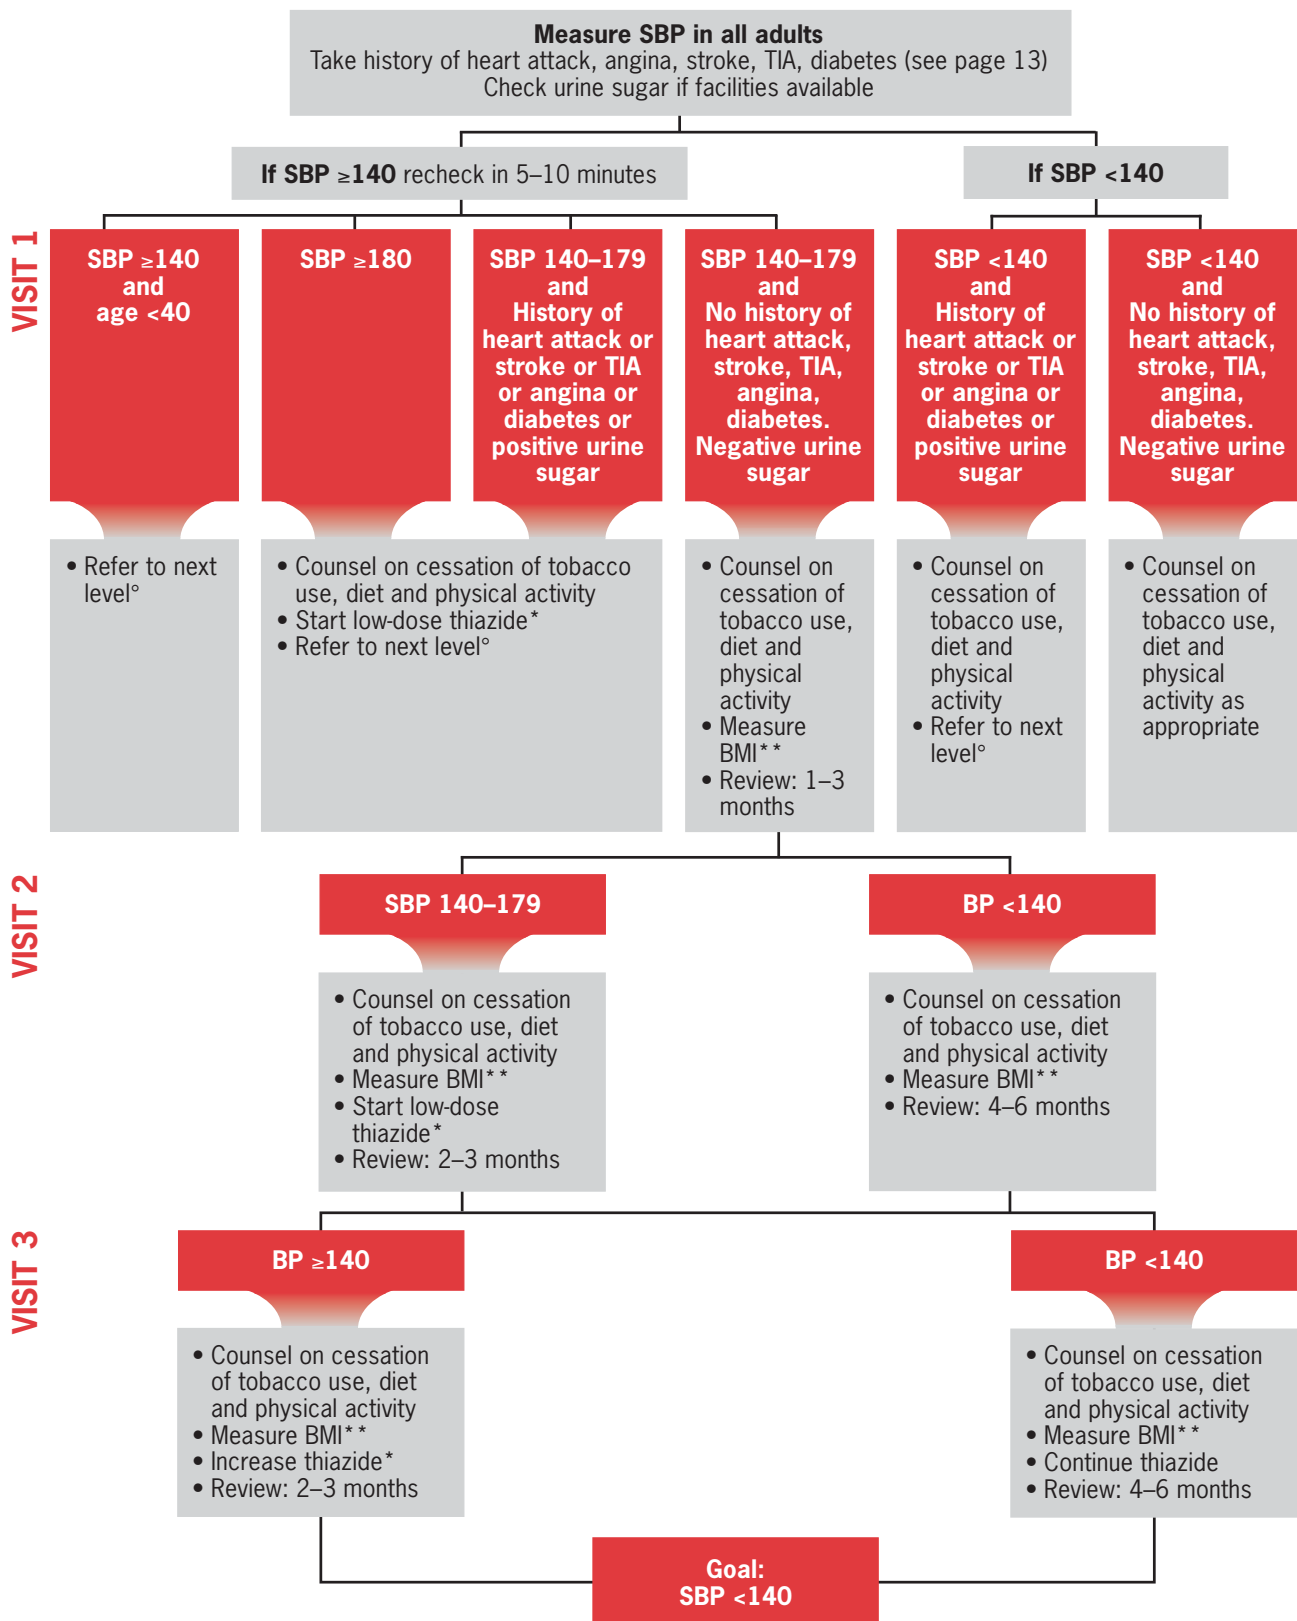 Measure SBP in all adults
Take history of heart attack, angina, stroke, TIA, diabetes (see page 13)
Check urine sugar if facilities available
If SBP ≥140 recheck in 5–10 minutes
If SBP <140
VISIT 1
SBP ≥140
and
age <40
SBP ≥180
SBP 140–179
and
History of
heart attack or
stroke or TIA
or angina or
diabetes or
positive urine
sugar
SBP 140–179
and
No history of
heart attack,
stroke, TIA,
angina,
diabetes.
Negative urine
sugar
SBP <140
and
History of
heart attack or
stroke or TIA
or angina or
diabetes or
positive urine
sugar
SBP <140
and
No history of
heart attack,
stroke, TIA,
angina,
diabetes.
Negative urine
sugar
• Refer to next
level°
• Counsel on cessation of tobacco
use, diet and physical activity
• Start low-dose thiazide*
• Refer to next level°
• Counsel on
cessation of
tobacco use,
diet and
physical
activity
• Measure
BMI**
• Review: 1–3
months
• Counsel on
cessation of
tobacco use,
diet and
physical
activity
• Refer to next
level°
• Counsel on
cessation of
tobacco use,
diet and
physical
activity as
appropriate
VISIT 2
SBP 140–179
BP <140
• Counsel on cessation
of tobacco use, diet
and physical activity
• Measure BMI**
• Start low-dose
thiazide*
• Review: 2–3 months
• Counsel on cessation
of tobacco use, diet
and physical activity
• Measure BMI**
• Review: 4–6 months
VISIT 3
BP ≥140
BP <140
• Counsel on cessation
of tobacco use, diet
and physical activity
• Measure BMI**
• Increase thiazide*
• Review: 2–3 months
• Counsel on cessation
of tobacco use, diet
and physical activity
• Measure BMI**
• Continue thiazide
• Review: 4–6 months
Goal:
SBP <140